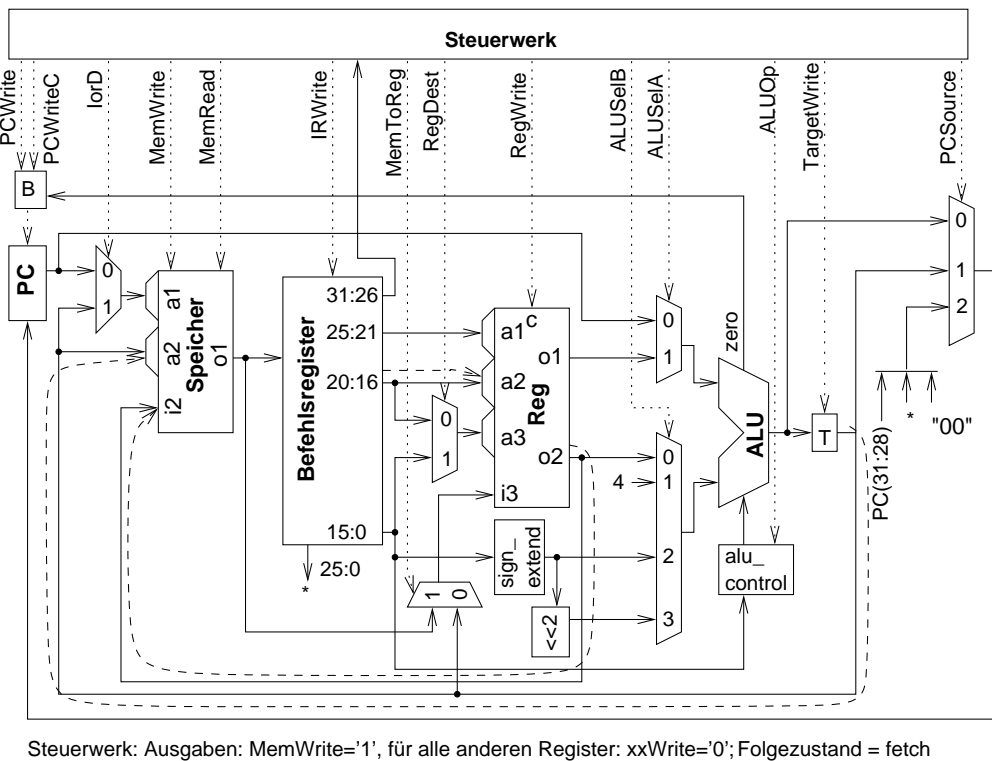 Steuerwerk
PCWrite
PCWriteC
IorD
MemWrite
MemRead
IRWrite
MemToReg
RegDest
RegWrite
ALUSelB
ALUSelA
ALUOp
TargetWrite
PCSource
B
PC
0
1
a1
a2
i2
Speicher
o1
Befehlsregister
31:26
25:21
20:16
15:0
25:0
*
0
1
a1
c
a2
a3
i3
Reg
o1
o2
1
0
sign_
extend
<<2
0
1
0
4
1
2
3
zero
ALU
alu_
control
T
0
1
2
PC(31:28)
*
"00"
Steuerwerk: Ausgaben: MemWrite='1', für alle anderen Register: xxWrite='0'; Folgezustand = fetch